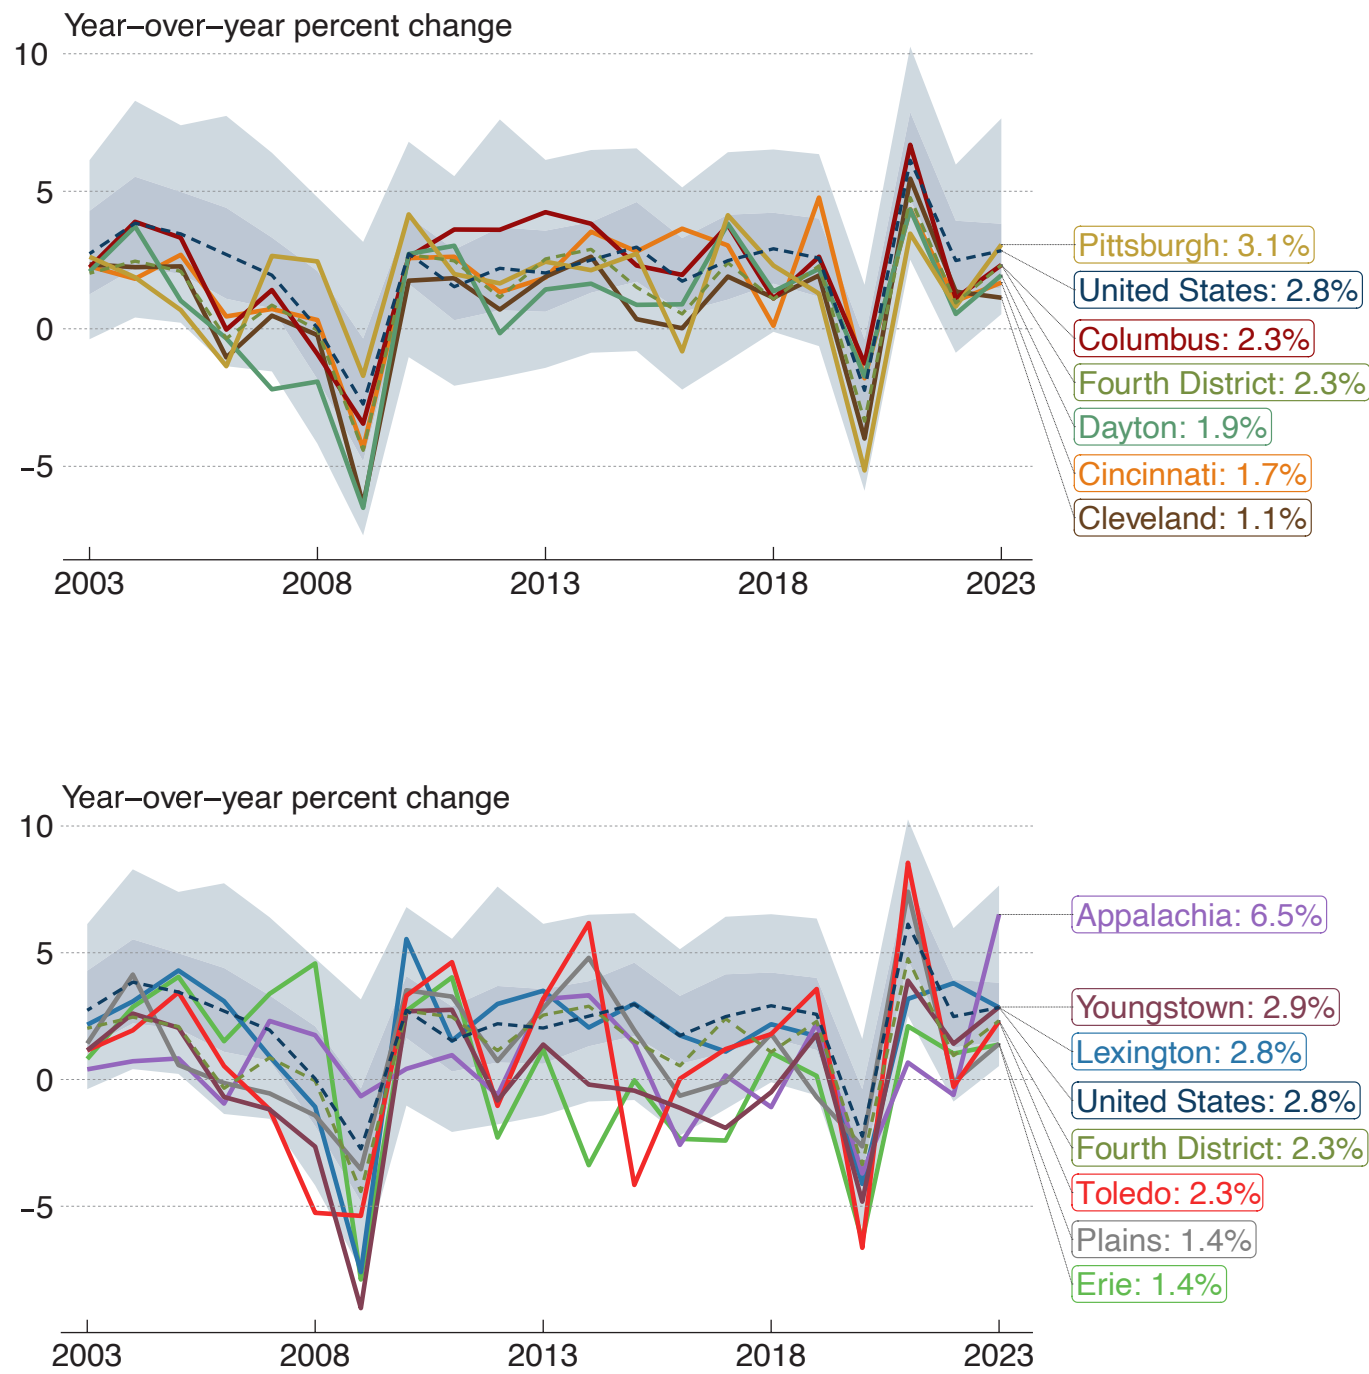 Year–over–year percent change
10
5
0
−5
2003 2008 2013 2018 2023
Pittsburgh: 3.1%
United States: 2.8%
Columbus: 2.3%
Fourth District: 2.3%
Dayton: 1.9%
Cincinnati: 1.7%
Cleveland: 1.1%
Year–over–year percent change
10
5
0
−5
2003 2008 2013 2018 2023
Appalachia: 6.5%
Youngstown: 2.9%
Lexington: 2.8%
United States: 2.8%
Fourth District: 2.3%
Toledo: 2.3%
Plains: 1.4%
Erie: 1.4%